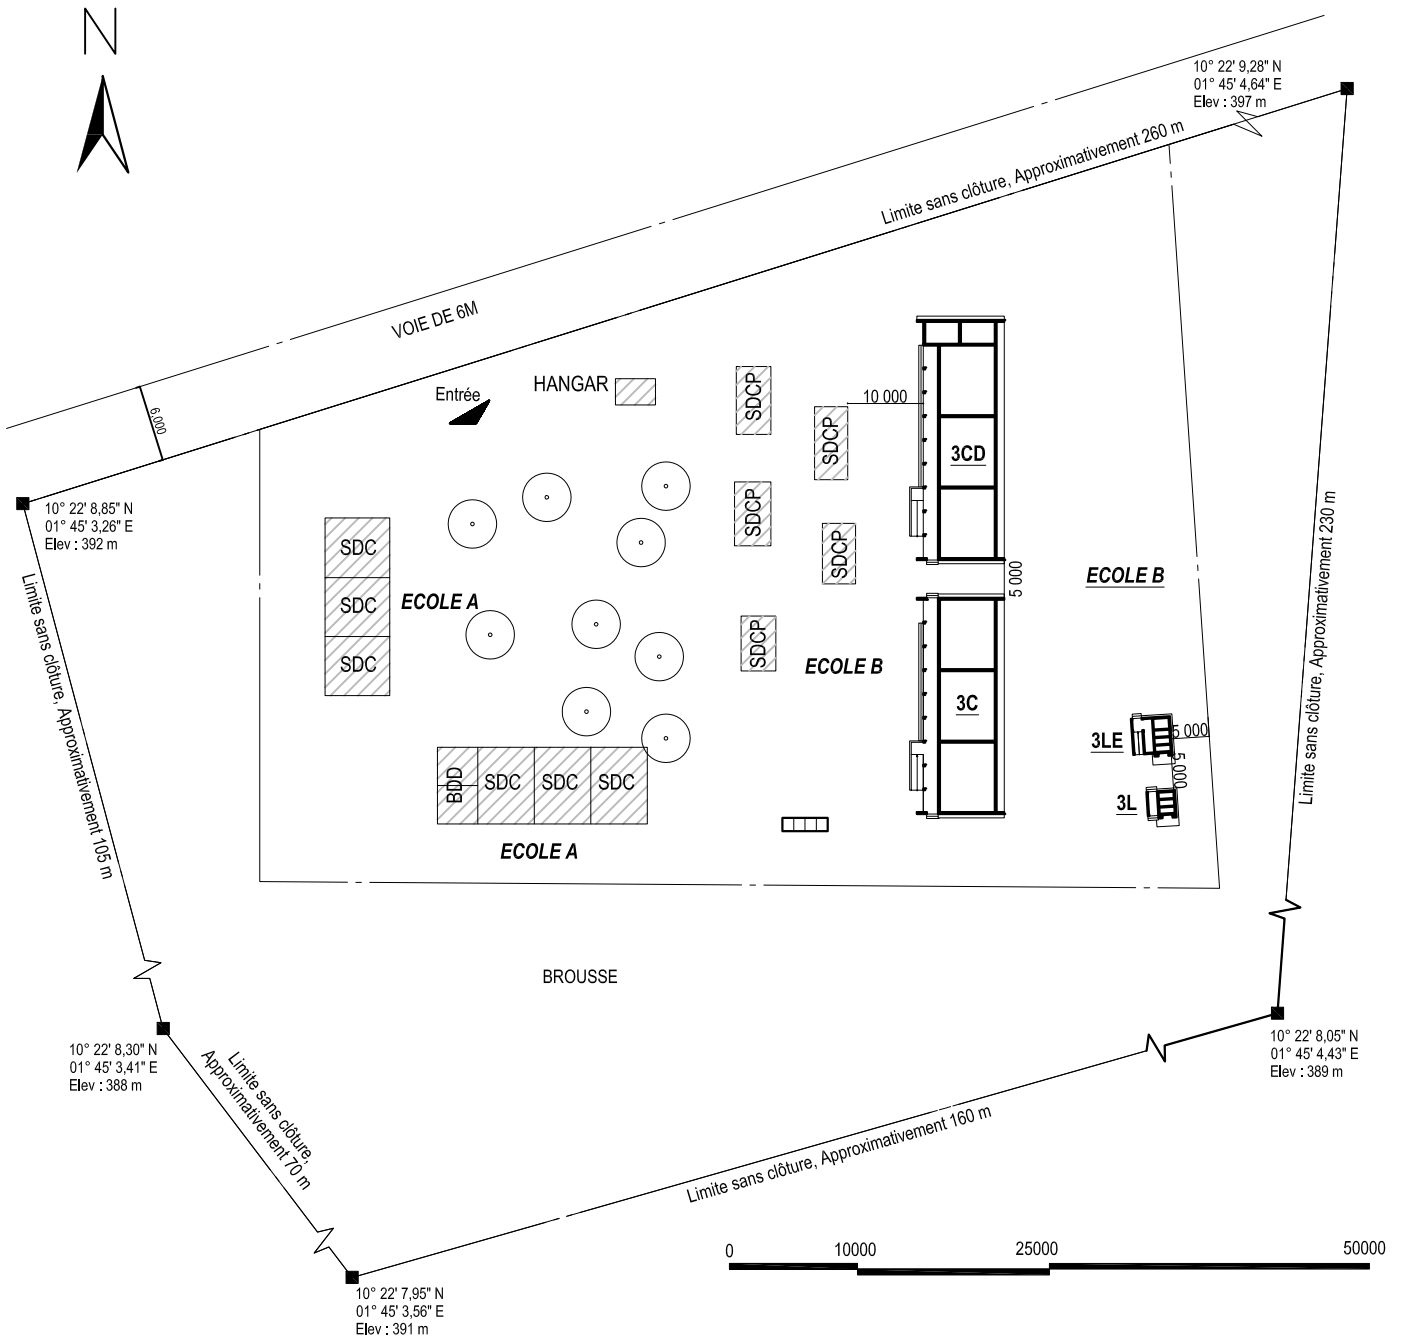 N
10° 22' 9,28" N
01° 45' 4,64" E
Elev : 397 m
Limite sans clôture, Approximativement 260 m
VOIE DE 6M
6.000
Entrée
HANGAR
SDCP
SDCP
10 000
3CD
10° 22' 8,85" N
01° 45' 3,26" E
Elev : 392 m
SDC
SDC
SDC
ECOLE A
SDCP
SDCP
5 000
ECOLE B
SDCP
ECOLE B
3C
Limite sans clôture, Approximativement 230 m
Limite sans clôture, Approximativement 105 m
3LE
5 000
5.000
3L
BDD
SDC
SDC
SDC
ECOLE A
BROUSSE
10° 22' 8,30" N
01° 45' 3,41" E
Elev : 388 m
Limite sans clôture,
Approximativement 70 m
10° 22' 8,05" N
01° 45' 4,43" E
Elev : 389 m
Limite sans clôture, Approximativement 160 m
0
10000
25000
50000
10° 22' 7,95" N
01° 45' 3,56" E
Elev : 391 m